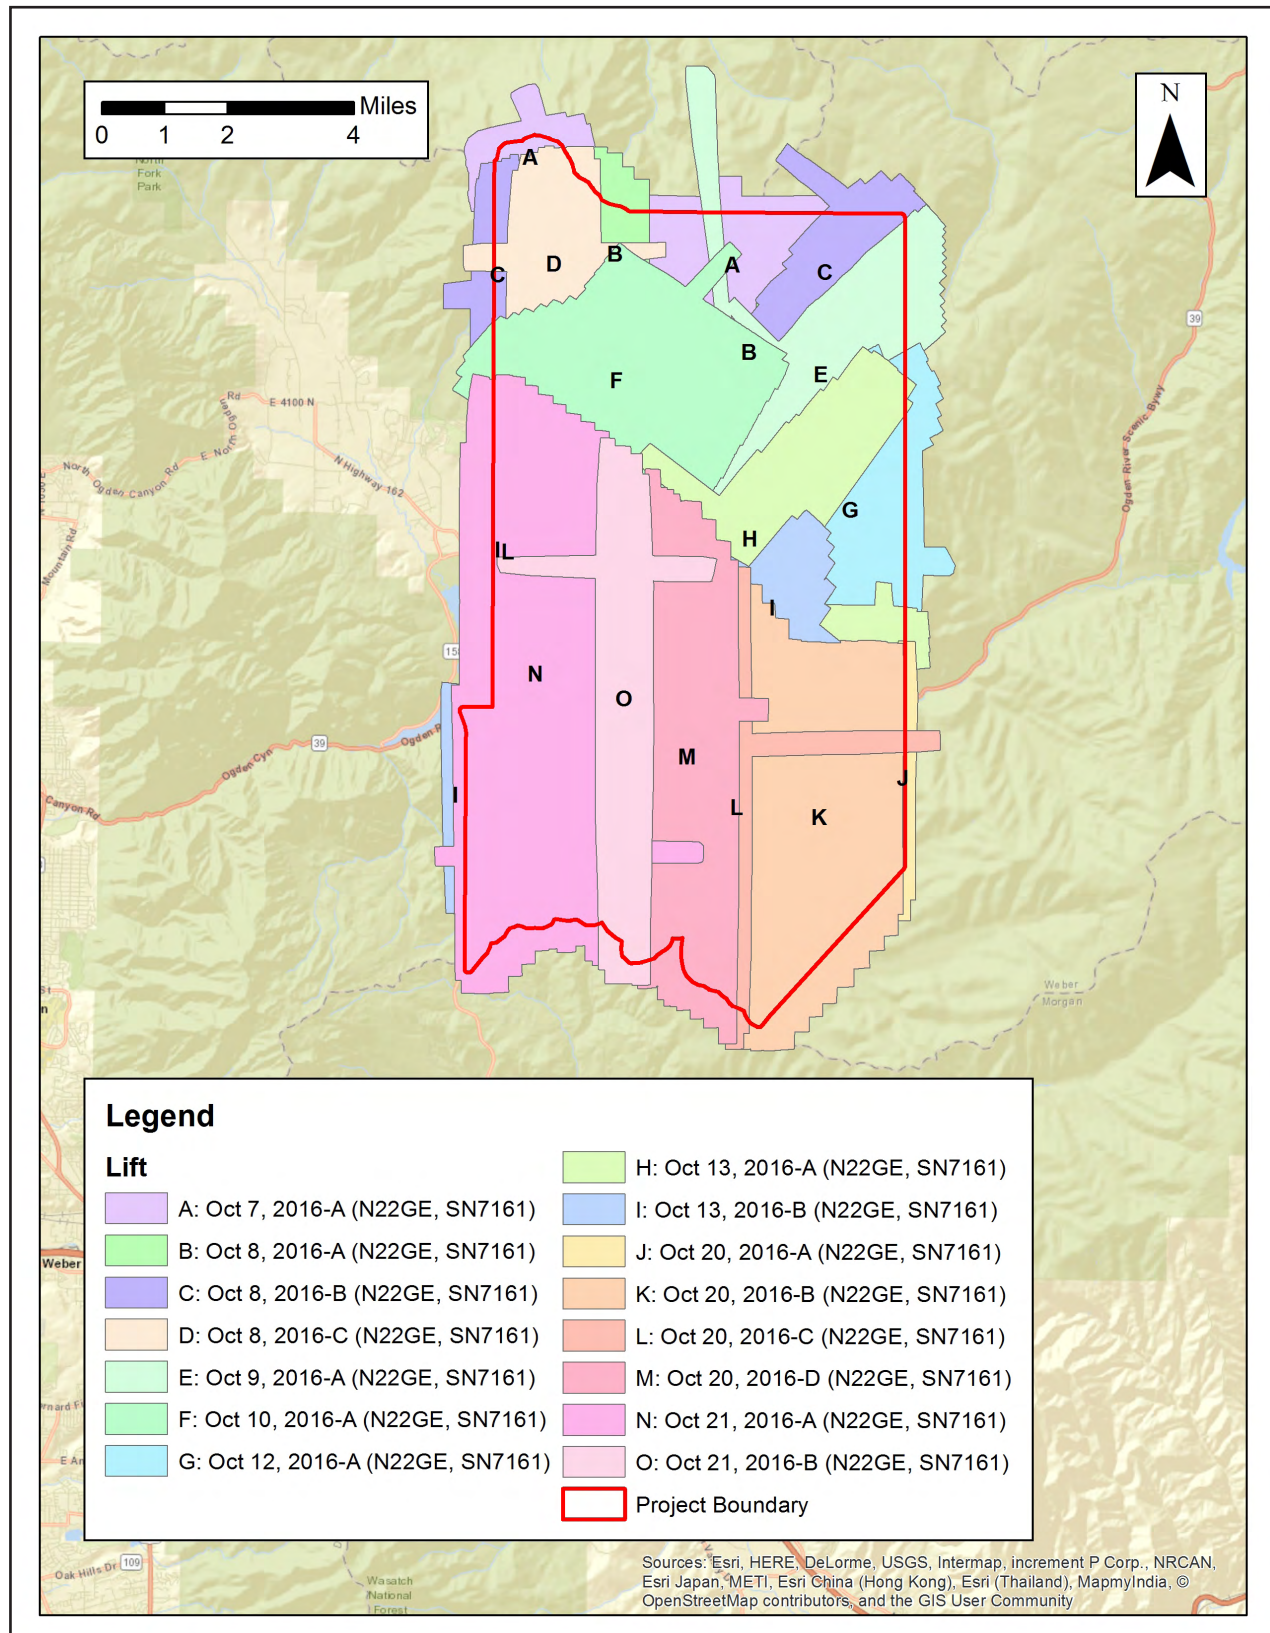 Miles
0 1 2 4
N
North
Fork
Park
A
D
B
C
A
C
39
B
E
F
Rd
E 4100 N
N Highway 162
North
Ogden Canyon Rd
Ogden River Scenic Bywy
Mountain Rd
G
H
IL
I
158
N
O
39
Ogden Cyn
M
J
Canyon Rd
I
L
K
Weber
Morgan
Legend
Lift
A: Oct 7, 2016-A (N22GE, SN7161)
B: Oct 8, 2016-A (N22GE, SN7161)
C: Oct 8, 2016-B (N22GE, SN7161)
D: Oct 8, 2016-C (N22GE, SN7161)
E: Oct 9, 2016-A (N22GE, SN7161)
F: Oct 10, 2016-A (N22GE, SN7161)
G: Oct 12, 2016-A (N22GE, SN7161)
H: Oct 13, 2016-A (N22GE, SN7161)
I: Oct 13, 2016-B (N22GE, SN7161)
J: Oct 20, 2016-A (N22GE, SN7161)
K: Oct 20, 2016-B (N22GE, SN7161)
L: Oct 20, 2016-C (N22GE, SN7161)
M: Oct 20, 2016-D (N22GE, SN7161)
N: Oct 21, 2016-A (N22GE, SN7161)
O: Oct 21, 2016-B (N22GE, SN7161)
Project Boundary
Weber
Oak Hills Dr
109
Wasatch
National
Forest
Sources: Esri, HERE, DeLorme, USGS, Intermap, increment P Corp., NRCAN,
Esri Japan, METI, Esri China (Hong Kong), Esri (Thailand), MapmyIndia, ©
OpenStreetMap contributors, and the GIS User Community